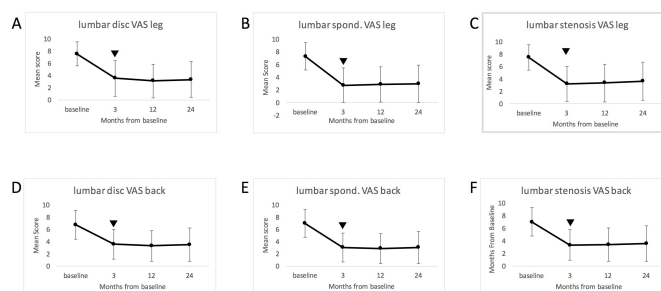 A
lumbar disc VAS leg
Mean score
10
8
6
4
2
0
baseline 3 12 24
Months from baseline
B
lumbar spond. VAS leg
Mean Score
10
8
6
4
2
0
-2
baseline 3 12 24
Months from baseline
C
lumbar stenosis VAS leg
Mean Score
10
8
6
4
2
0
baseline 3 12 24
Months from baseline
D
lumbar disc VAS back
Mean Score
10
8
6
4
2
0
baseline 3 12 24
Months from baseline
E
lumbar spond. VAS back
Mean Score
10
8
6
4
2
0
baseline 3 12 24
Months from baseline
F
lumbar stenosis VAS back
Months From Baseline
10
8
6
4
2
0
baseline 3 12 24
Months from baseline